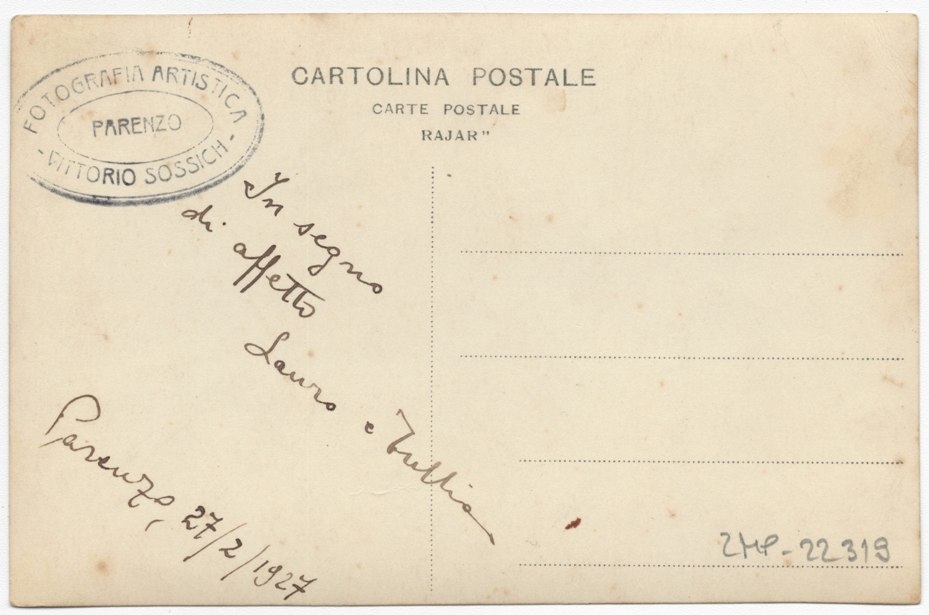 FOTOGRAFIA ARTISTICA
PARENZO
- VITTORIO SOSSICH -
CARTOLINA POSTALE
CARTE POSTALE
RAJAR"
In segno
di affetto
Lauro e Tullia
Parenzo, 27/2/1927
ZMP-22319